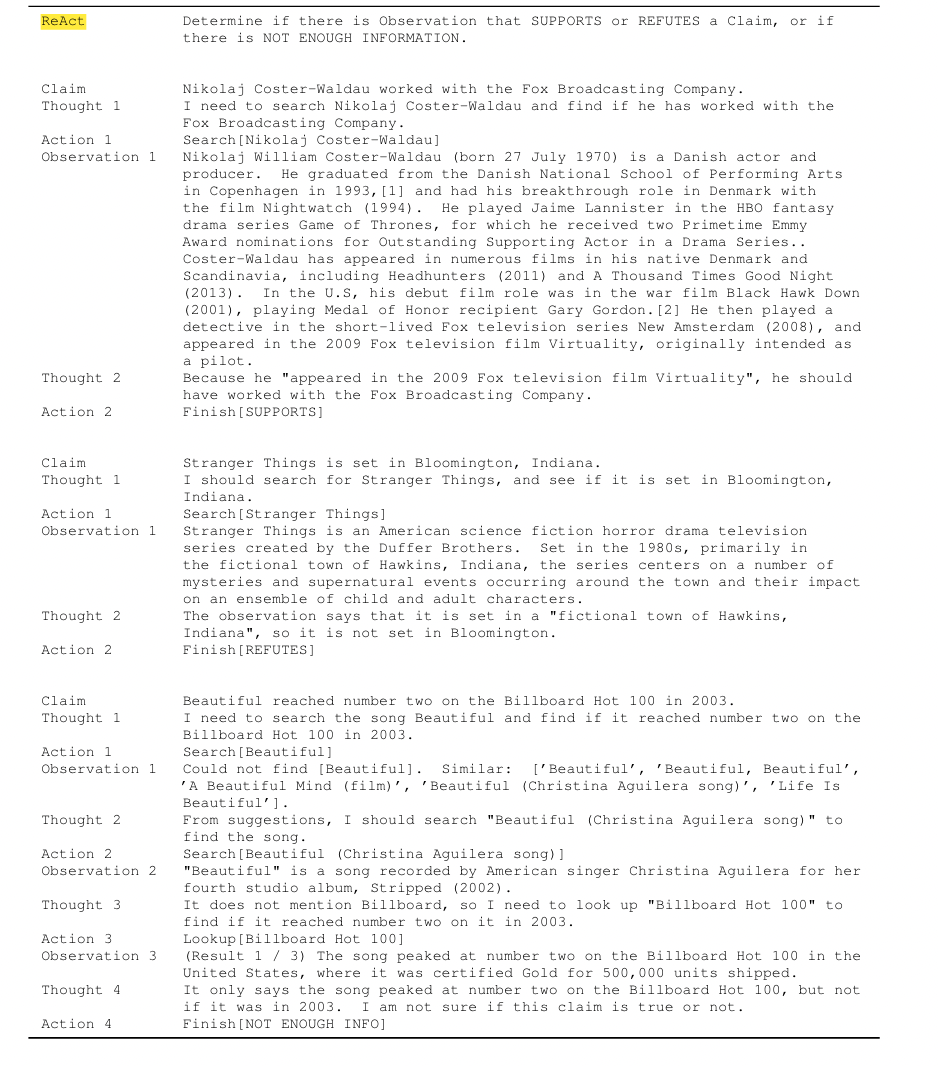 ReAct Determine if there is Observation that SUPPORTS or REFUTES a Claim, or if
there is NOT ENOUGH INFORMATION.
Claim Nikolaj Coster-Waldau worked with the Fox Broadcasting Company.
Thought 1 I need to search Nikolaj Coster-Waldau and find if he has worked with the
Fox Broadcasting Company.
Action 1 Search[Nikolaj Coster-Waldau]
Observation 1 Nikolaj William Coster-Waldau (born 27 July 1970) is a Danish actor and
producer. He graduated from the Danish National School of Performing Arts
in Copenhagen in 1993,[1] and had his breakthrough role in Denmark with
the film Nightwatch (1994). He played Jaime Lannister in the HBO fantasy
drama series Game of Thrones, for which he received two Primetime Emmy
Award nominations for Outstanding Supporting Actor in a Drama Series..
Coster-Waldau has appeared in numerous films in his native Denmark and
Scandinavia, including Headhunters (2011) and A Thousand Times Good Night
(2013). In the U.S, his debut film role was in the war film Black Hawk Down
(2001), playing Medal of Honor recipient Gary Gordon.[2] He then played a
detective in the short-lived Fox television series New Amsterdam (2008), and
appeared in the 2009 Fox television film Virtuality, originally intended as
a pilot.
Thought 2 Because he "appeared in the 2009 Fox television film Virtuality", he should
have worked with the Fox Broadcasting Company.
Action 2 Finish[SUPPORTS]
Claim Stranger Things is set in Bloomington, Indiana.
Thought 1 I should search for Stranger Things, and see if it is set in Bloomington,
Indiana.
Action 1 Search[Stranger Things]
Observation 1 Stranger Things is an American science fiction horror drama television
series created by the Duffer Brothers. Set in the 1980s, primarily in
the fictional town of Hawkins, Indiana, the series centers on a number of
mysteries and supernatural events occurring around the town and their impact
on an ensemble of child and adult characters.
Thought 2 The observation says that it is set in a "fictional town of Hawkins,
Indiana", so it is not set in Bloomington.
Action 2 Finish[REFUTES]
Claim Beautiful reached number two on the Billboard Hot 100 in 2003.
Thought 1 I need to search the song Beautiful and find if it reached number two on the
Billboard Hot 100 in 2003.
Action 1 Search[Beautiful]
Observation 1 Could not find [Beautiful]. Similar: [’Beautiful’, ’Beautiful, Beautiful’,
’A Beautiful Mind (film)’, ’Beautiful (Christina Aguilera song)’, ’Life Is
Beautiful’].
Thought 2 From suggestions, I should search "Beautiful (Christina Aguilera song)" to
find the song.
Action 2 Search[Beautiful (Christina Aguilera song)]
Observation 2 "Beautiful" is a song recorded by American singer Christina Aguilera for her
fourth studio album, Stripped (2002).
Thought 3 It does not mention Billboard, so I need to look up "Billboard Hot 100" to
find if it reached number two on it in 2003.
Action 3 Lookup[Billboard Hot 100]
Observation 3 (Result 1 / 3) The song peaked at number two on the Billboard Hot 100 in the
United States, where it was certified Gold for 500,000 units shipped.
Thought 4 It only says the song peaked at number two on the Billboard Hot 100, but not
if it was in 2003. I am not sure if this claim is true or not.
Action 4 Finish[NOT ENOUGH INFO]